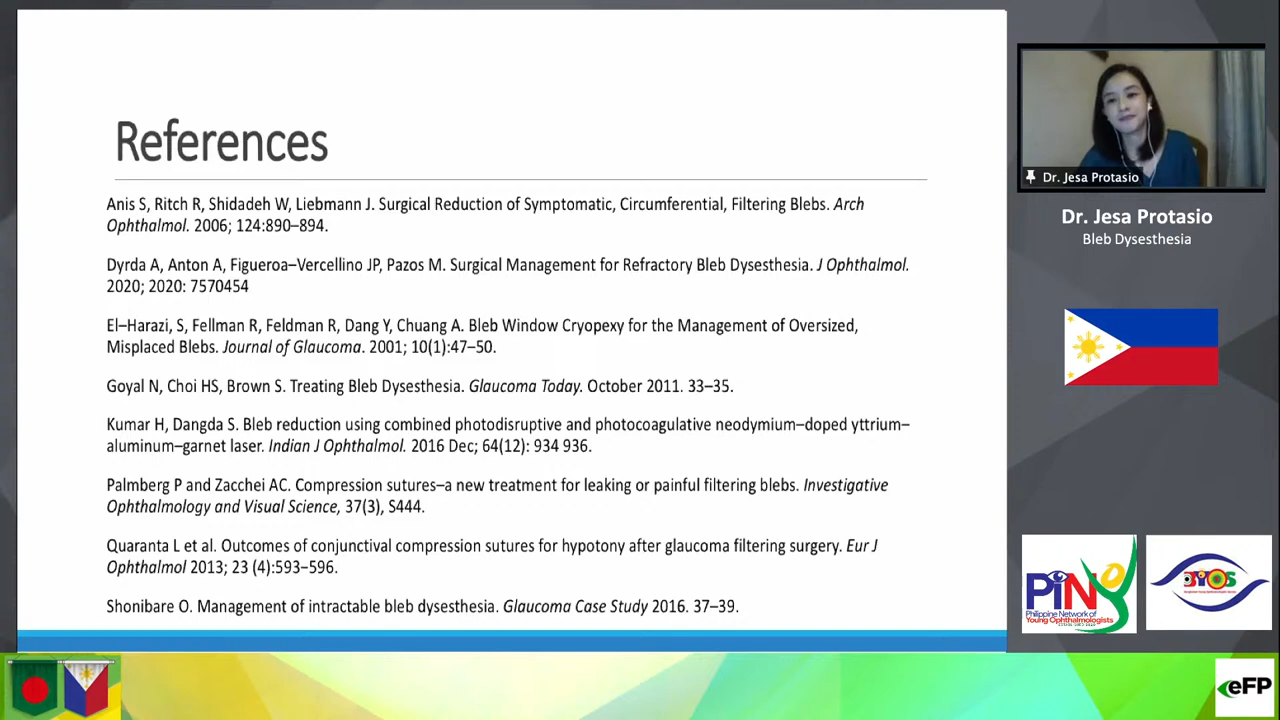 References
Anis S, Ritch R, Shidadeh W, Liebmann J. Surgical Reduction of Symptomatic, Circumferential, Filtering Blebs. Arch
Ophthalmol. 2006; 124:890–894.
Dyrda A, Anton A, Figueroa–Vercellino JP, Pazos M. Surgical Management for Refractory Bleb Dysesthesia. J Ophthalmol.
2020; 2020: 7570454
El–Harazi, S, Fellman R, Feldman R, Dang Y, Chuang A. Bleb Window Cryopexy for the Management of Oversized,
Misplaced Blebs. Journal of Glaucoma. 2001; 10(1):47–50.
Goyal N, Choi HS, Brown S. Treating Bleb Dysesthesia. Glaucoma Today. October 2011. 33–35.
Kumar H, Dangda S. Bleb reduction using combined photodisruptive and photocoagulative neodymium–doped yttrium–
aluminum–garnet laser. Indian J Ophthalmol. 2016 Dec; 64(12): 934 936.
Palmberg P and Zacchei AC. Compression sutures–a new treatment for leaking or painful filtering blebs. Investigative
Ophthalmology and Visual Science, 37(3), S444.
Quaranta L et al. Outcomes of conjunctival compression sutures for hypotony after glaucoma filtering surgery. Eur J
Ophthalmol 2013; 23 (4):593–596.
Shonibare O. Management of intractable bleb dysesthesia. Glaucoma Case Study 2016. 37–39.
Dr. Jesa Protasio
Dr. Jesa Protasio
Bleb Dysesthesia
PiNY
Philippine Network of
Young Ophthalmologists
BYOS
eFP